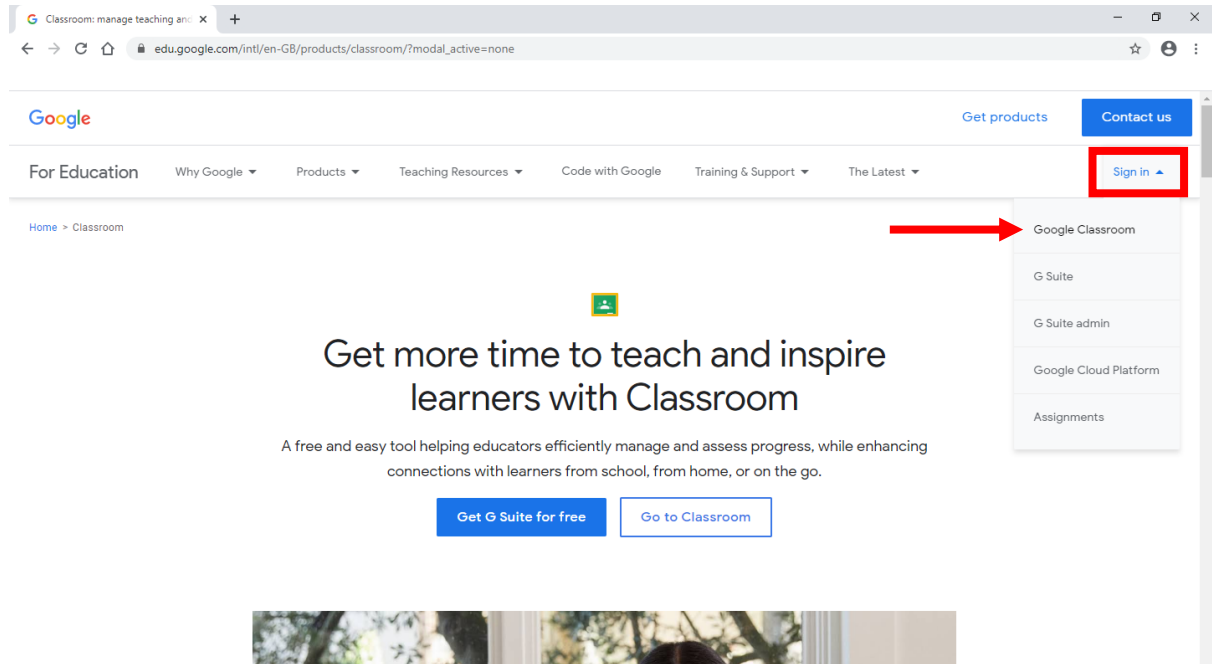 Classroom: manage teaching and
edu.google.com/intl/en-GB/products/classroom/?modal_active=none
Google
Get products
Contact us
For Education
Why Google
Products
Teaching Resources
Code with Google
Training & Support
The Latest
Sign in
Home > Classroom
Google Classroom
G Suite
G Suite admin
Google Cloud Platform
Assignments
Get more time to teach and inspire
learners with Classroom
A free and easy tool helping educators efficiently manage and assess progress, while enhancing
connections with learners from school, from home, or on the go.
Get G Suite for free
Go to Classroom